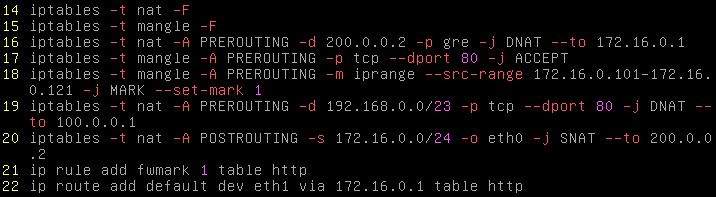 14 iptables -t nat -F
15 iptables -t mangle -F
16 iptables -t nat -A PREROUTING -d 200.0.0.2 -p gre -j DNAT --to 172.16.0.1
17 iptables -t mangle -A PREROUTING -p tcp --dport 80 -j ACCEPT
18 iptables -t mangle -A PREROUTING -m iprange --src-range 172.16.0.101-172.16.
0.121 -j MARK --set-mark 1
19 iptables -t nat -A PREROUTING -d 192.168.0.0/23 -p tcp --dport 80 -j DNAT --
to 100.0.0.1
20 iptables -t nat -A POSTROUTING -s 172.16.0.0/24 -o eth0 -j SNAT --to 200.0.0
.2
21 ip rule add fwmark 1 table http
22 ip route add default dev eth1 via 172.16.0.1 table http